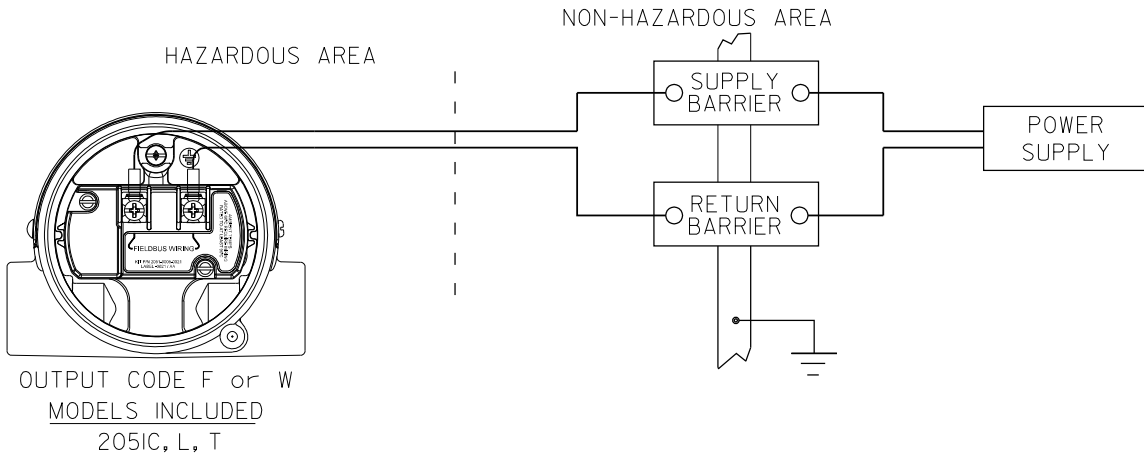 NON-HAZARDOUS AREA
HAZARDOUS AREA
SUPPLY
BARRIER
POWER
SUPPLY
RETURN
BARRIER
FIELDBUS WIRING
OUTPUT CODE F or W
MODELS INCLUDED
2051C, L, T